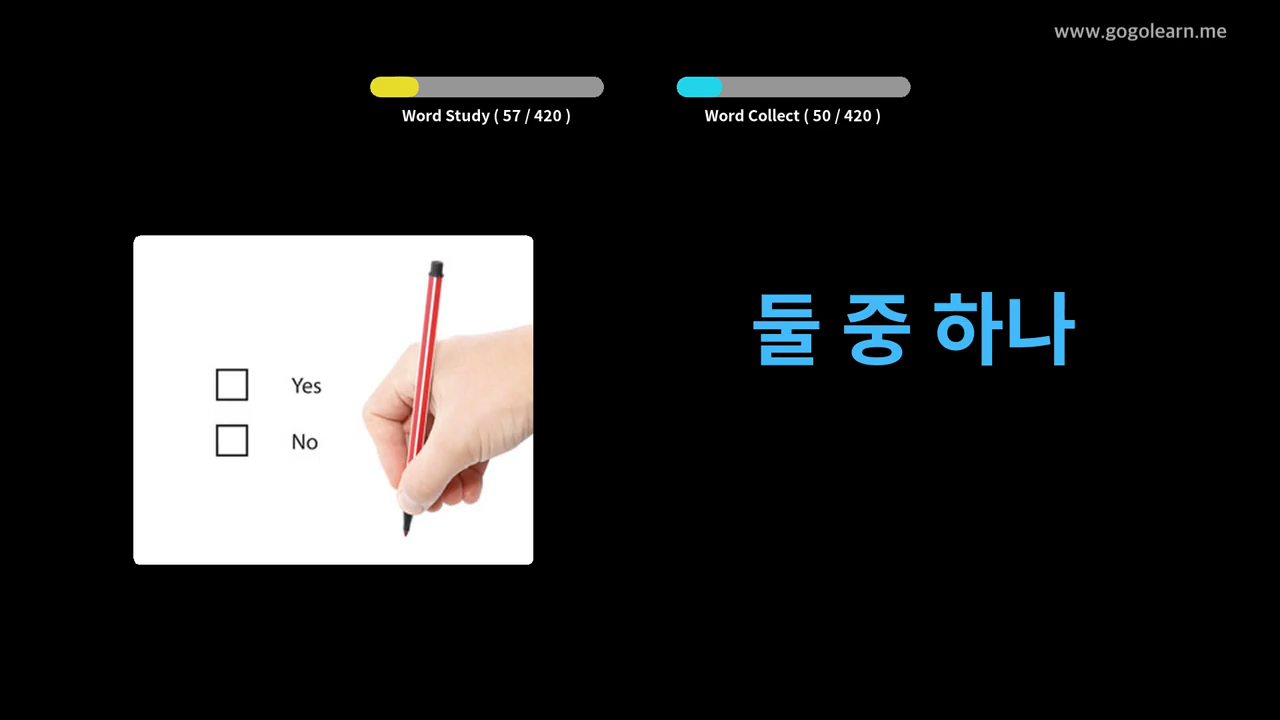 www.gogolearn.me
Word Study ( 57 / 420 )
Word Collect ( 50 / 420 )
둘 중 하나
Yes
No